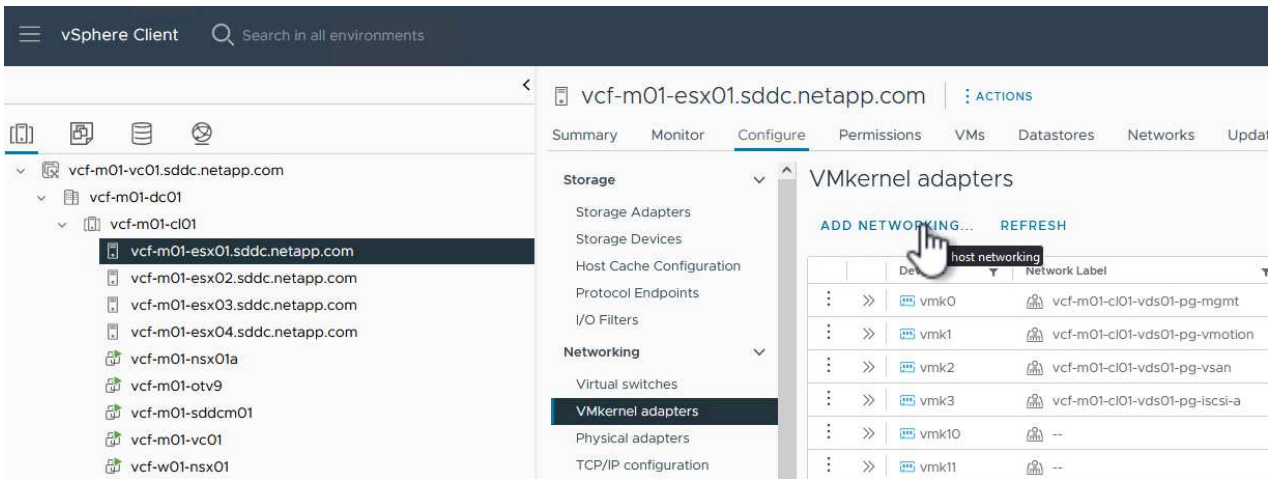 vSphere Client
Search in all environments
vcf-m01-vc01.sddc.netapp.com
vcf-m01-dc01
vcf-m01-cl01
vcf-m01-esx01.sddc.netapp.com
vcf-m01-esx02.sddc.netapp.com
vcf-m01-esx03.sddc.netapp.com
vcf-m01-esx04.sddc.netapp.com
vcf-m01-nsx01a
vcf-m01-otv9
vcf-m01-sddcm01
vcf-m01-vc01
vcf-w01-nsx01
vcf-m01-esx01.sddc.netapp.com
ACTIONS
Summary Monitor Configure Permissions VMs Datastores Networks Updat
Storage
Storage Adapters
Storage Devices
Host Cache Configuration
Protocol Endpoints
I/O Filters
Networking
Virtual switches
VMkernel adapters
Physical adapters
TCP/IP configuration
VMkernel adapters
ADD NETWORKING... REFRESH
host networking
Network Label
vmk0 vcf-m01-cl01-vds01-pg-mgmt
vmk1 vcf-m01-cl01-vds01-pg-vmotion
vmk2 vcf-m01-cl01-vds01-pg-vsan
vmk3 vcf-m01-cl01-vds01-pg-iscsi-a
vmk10 --
vmk11 --